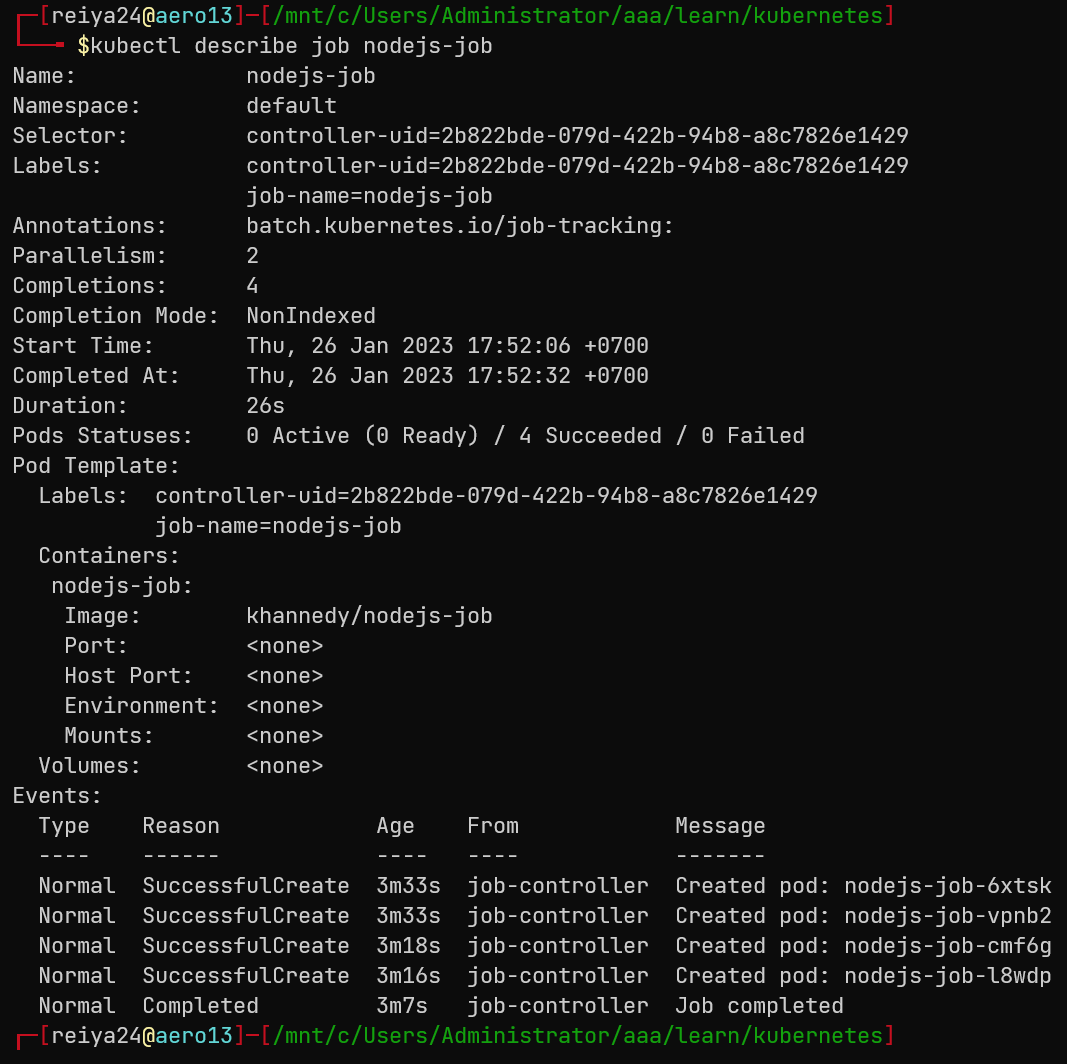 ┌─[reiya24@aero13]─[/mnt/c/Users/Administrator/aaa/learn/kubernetes]
└──╼ $kubectl describe job nodejs-job
Name:             nodejs-job
Namespace:        default
Selector:         controller-uid=2b822bde-079d-422b-94b8-a8c7826e1429
Labels:           controller-uid=2b822bde-079d-422b-94b8-a8c7826e1429
                  job-name=nodejs-job
Annotations:      batch.kubernetes.io/job-tracking:
Parallelism:      2
Completions:      4
Completion Mode:  NonIndexed
Start Time:       Thu, 26 Jan 2023 17:52:06 +0700
Completed At:     Thu, 26 Jan 2023 17:52:32 +0700
Duration:         26s
Pods Statuses:    0 Active (0 Ready) / 4 Succeeded / 0 Failed
Pod Template:
  Labels:  controller-uid=2b822bde-079d-422b-94b8-a8c7826e1429
           job-name=nodejs-job
  Containers:
   nodejs-job:
    Image:        khannedy/nodejs-job
    Port:         <none>
    Host Port:    <none>
    Environment:  <none>
    Mounts:       <none>
  Volumes:        <none>
Events:
  Type    Reason            Age    From            Message
  ----    ------            ----   ----            -------
  Normal  SuccessfulCreate  3m33s  job-controller  Created pod: nodejs-job-6xtsk
  Normal  SuccessfulCreate  3m33s  job-controller  Created pod: nodejs-job-vpnb2
  Normal  SuccessfulCreate  3m18s  job-controller  Created pod: nodejs-job-cmf6g
  Normal  SuccessfulCreate  3m16s  job-controller  Created pod: nodejs-job-l8wdp
  Normal  Completed         3m7s   job-controller  Job completed
┌─[reiya24@aero13]─[/mnt/c/Users/Administrator/aaa/learn/kubernetes]